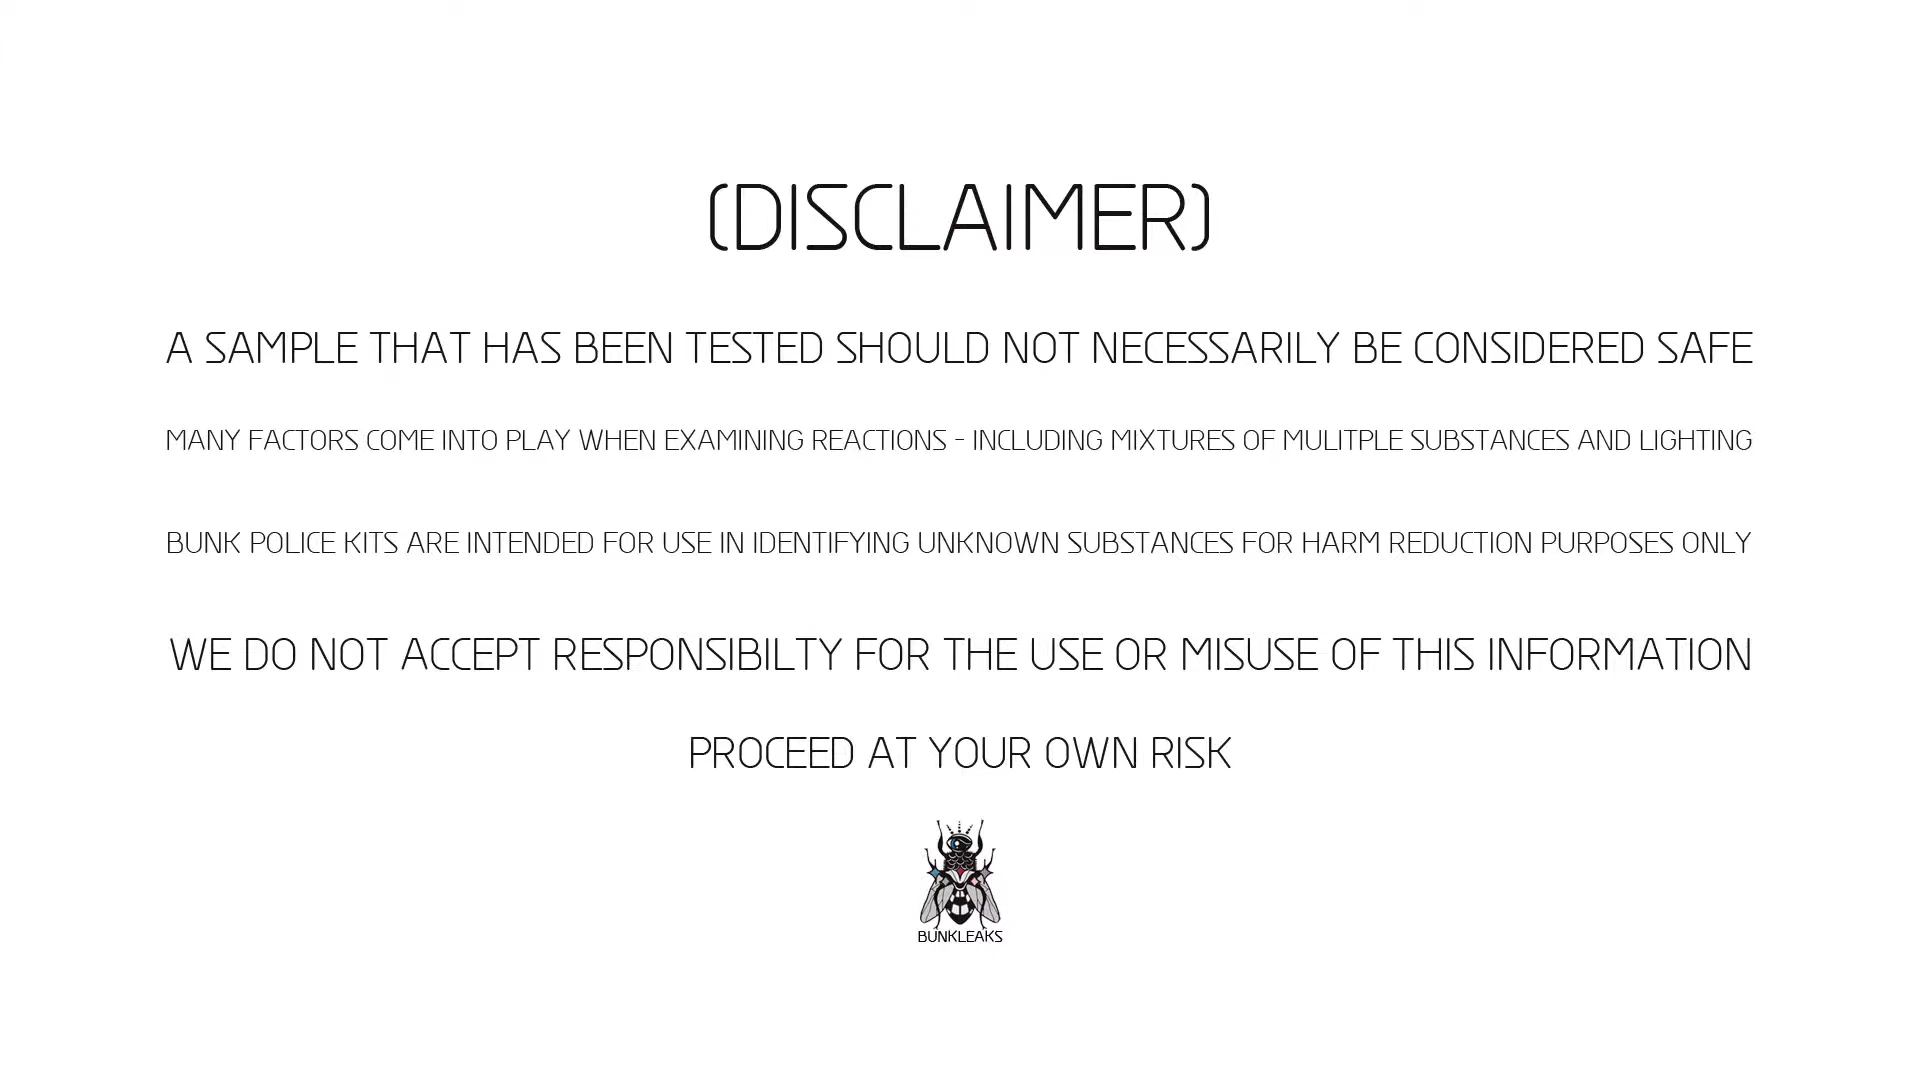 (DISCLAIMER)
A SAMPLE THAT HAS BEEN TESTED SHOULD NOT NECESSARILY BE CONSIDERED SAFE
MANY FACTORS COME INTO PLAY WHEN EXAMINING REACTIONS - INCLUDING MIXTURES OF MULITPLE SUBSTANCES AND LIGHTING
BUNK POLICE KITS ARE INTENDED FOR USE IN IDENTIFYING UNKNOWN SUBSTANCES FOR HARM REDUCTION PURPOSES ONLY
WE DO NOT ACCEPT RESPONSIBILTY FOR THE USE OR MISUSE OF THIS INFORMATION
PROCEED AT YOUR OWN RISK
BUNKLEAKS